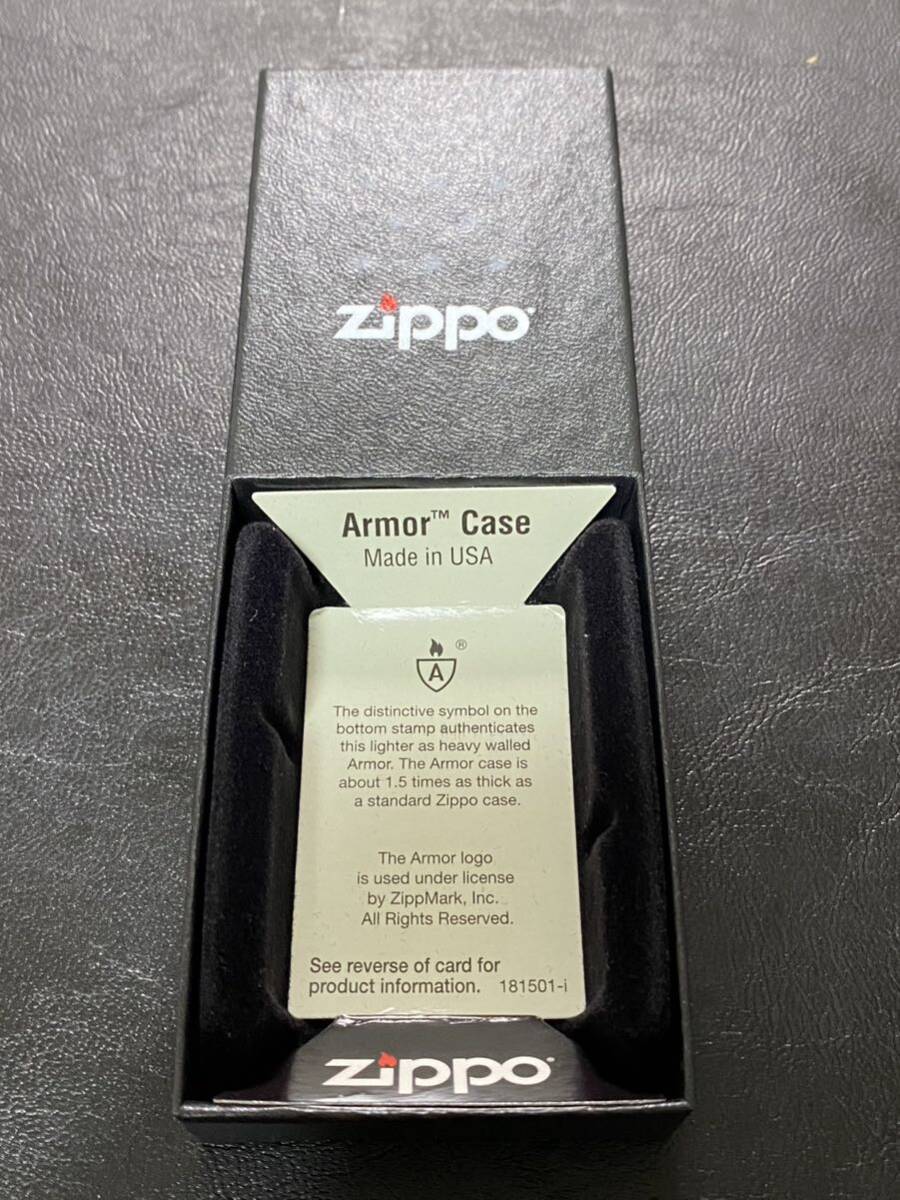 zippo
Armor™ Case
Made in USA
A ®
The distinctive symbol on the
bottom stamp authenticates
this lighter as heavy walled
Armor. The Armor case is
about 1.5 times as thick as
a standard Zippo case.
The Armor logo
is used under license
by ZippMark, Inc.
All Rights Reserved.
See reverse of card for
product information. 181501-i
zippo